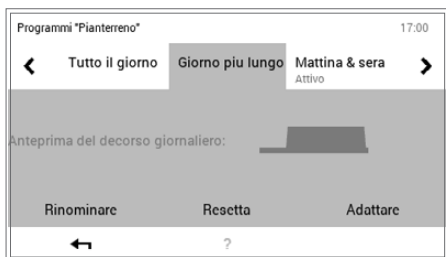 Programmi "Pianterreno" 17:00
Tutto il giorno Giorno piu lungo Mattina & sera
Attivo
Anteprima del decorso giornaliero:
Rinominare Resetta Adattare
?